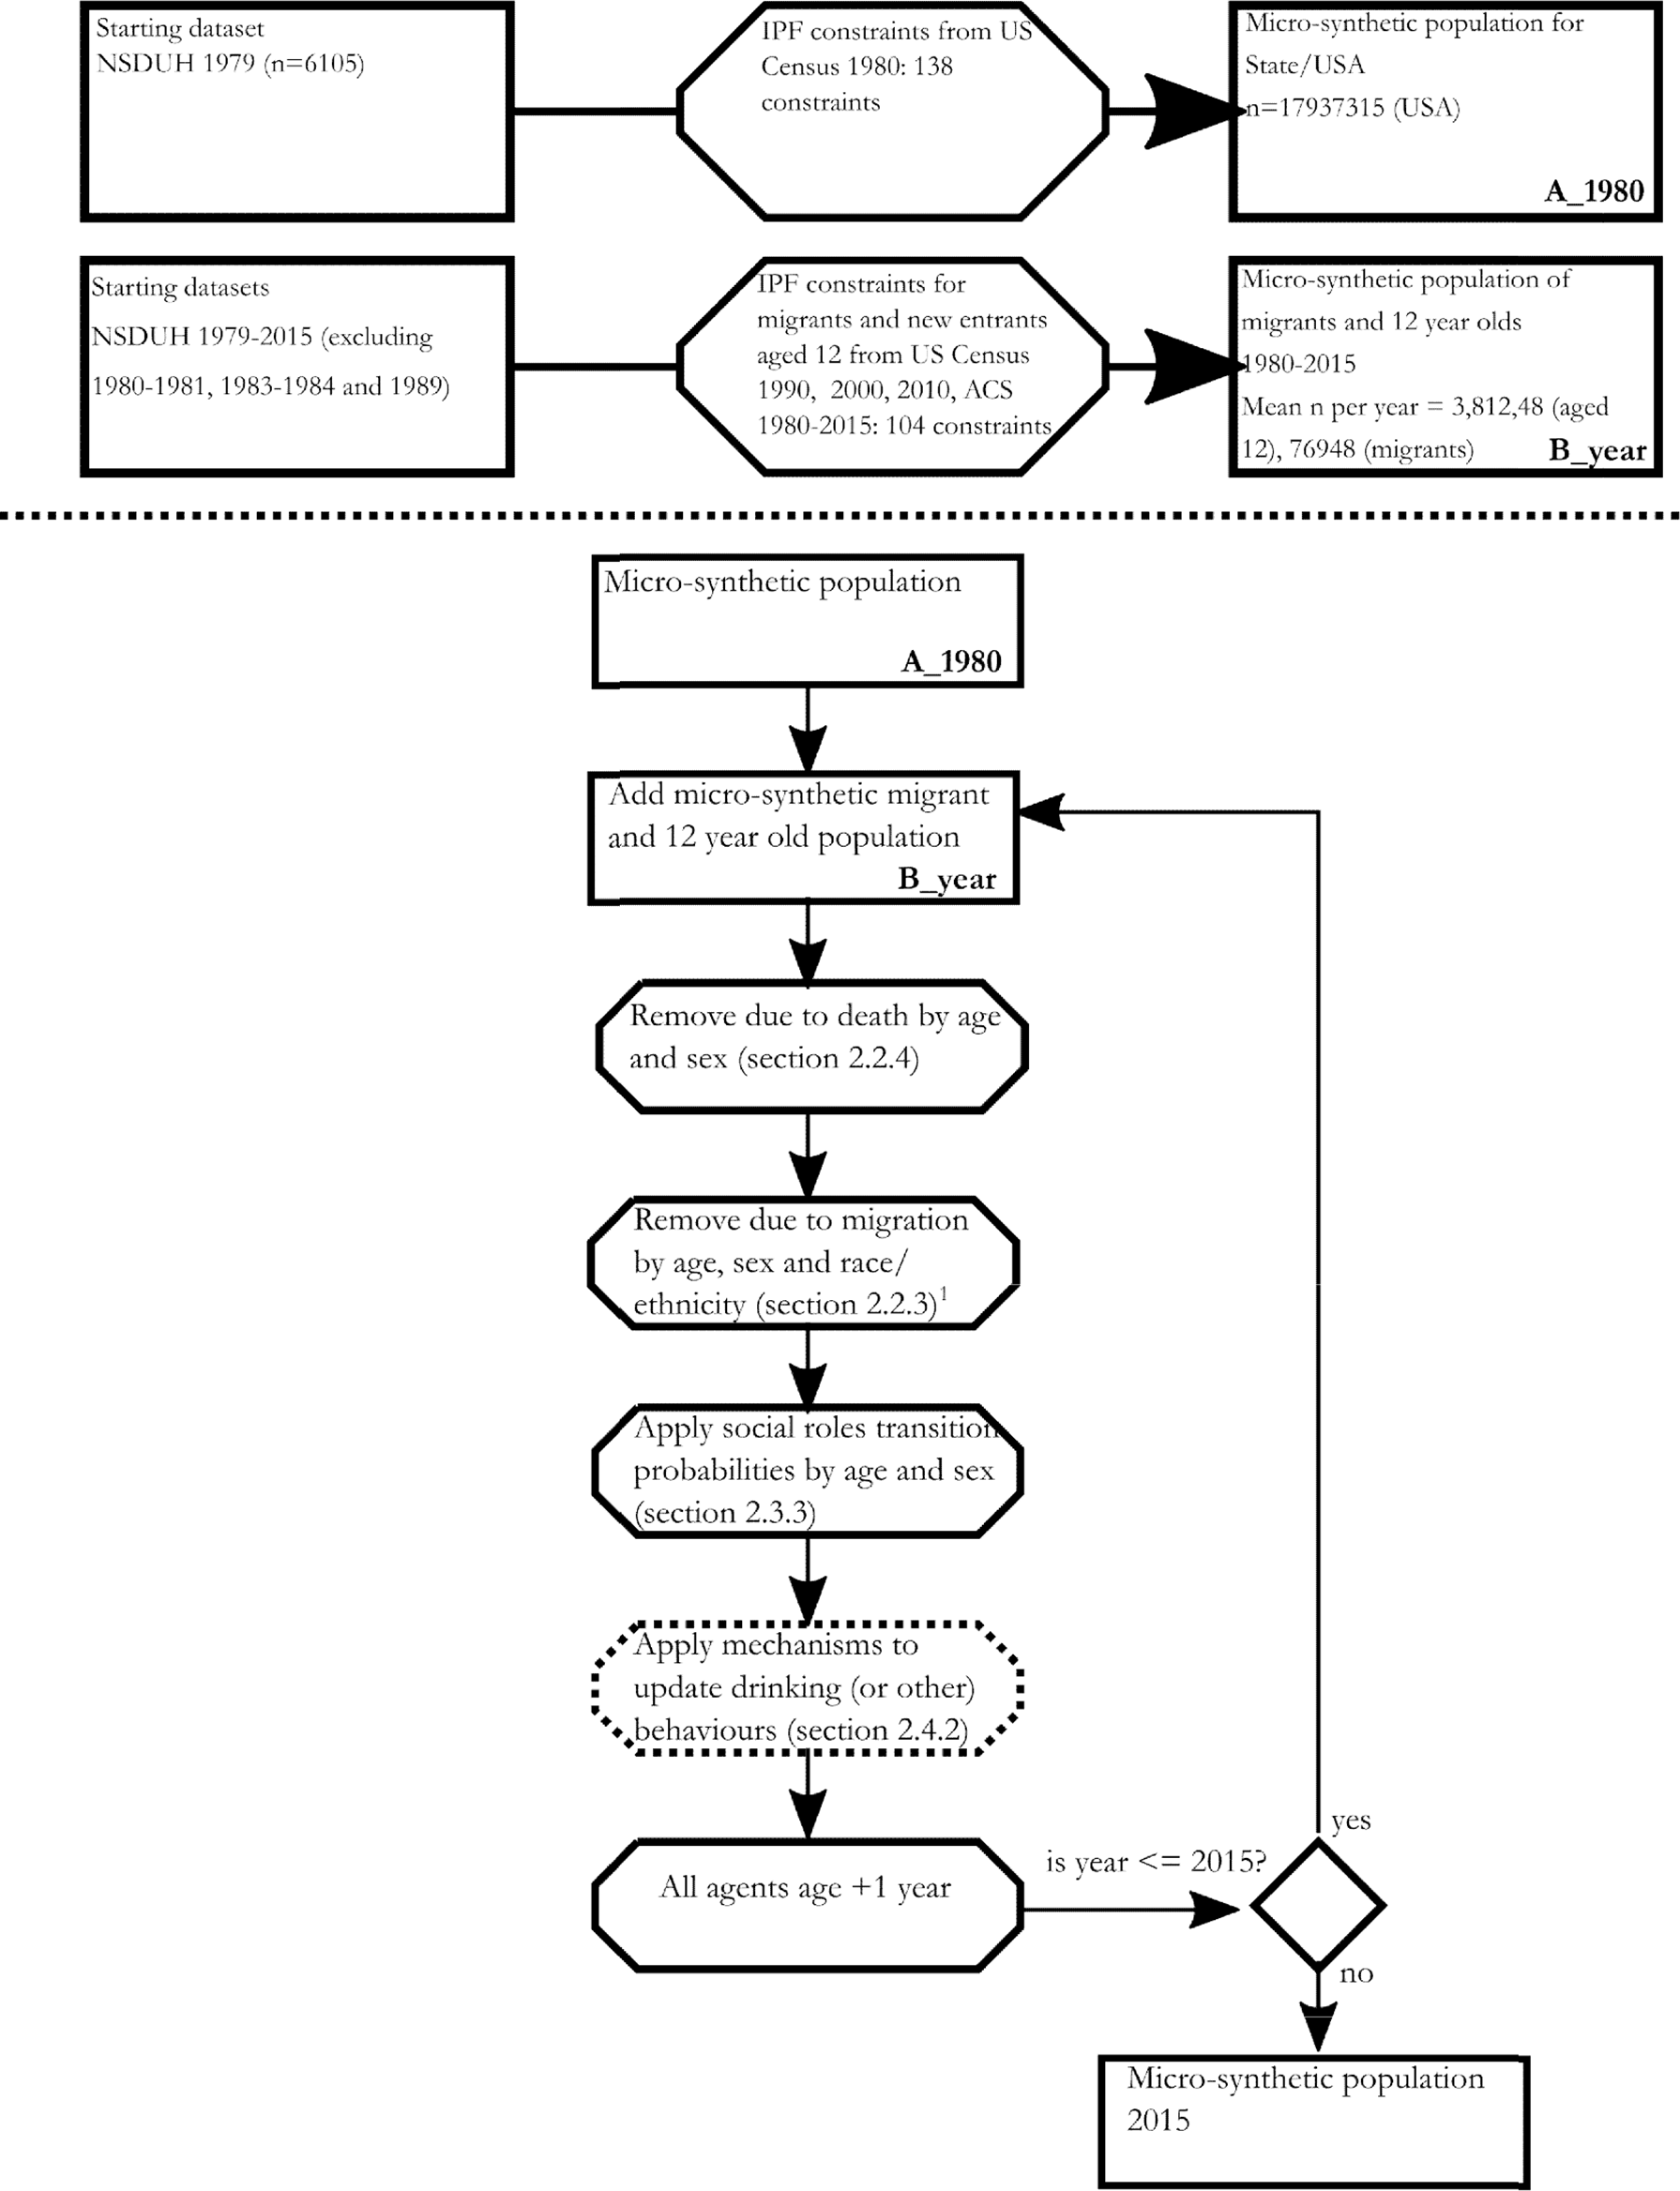 Starting dataset
NSDUH 1979 (n=6105)
IPF constraints from US
Census 1980: 138
constraints
Micro-synthetic population for
State/USA
n=17937315 (USA)
A_1980
Starting datasets
NSDUH 1979-2015 (excluding
1980-1981, 1983-1984 and 1989)
IPF constraints for
migrants and new entrants
aged 12 from US Census
1990, 2000, 2010, ACS
1980-2015: 104 constraints
Micro-synthetic population of
migrants and 12 year olds
1980-2015
Mean n per year = 3,812,48 (aged
12), 76948 (migrants)
B_year
Micro-synthetic population
A_1980
Add micro-synthetic migrant
and 12 year old population
B_year
Remove due to death by age
and sex (section 2.2.4)
Remove due to migration
by age, sex and race/
ethnicity (section 2.2.3)¹
Apply social roles transition
probabilities by age and sex
(section 2.3.3)
Apply mechanisms to
update drinking (or other)
behaviours (section 2.4.2)
All agents age +1 year
is year <= 2015?
yes
no
Micro-synthetic population
2015